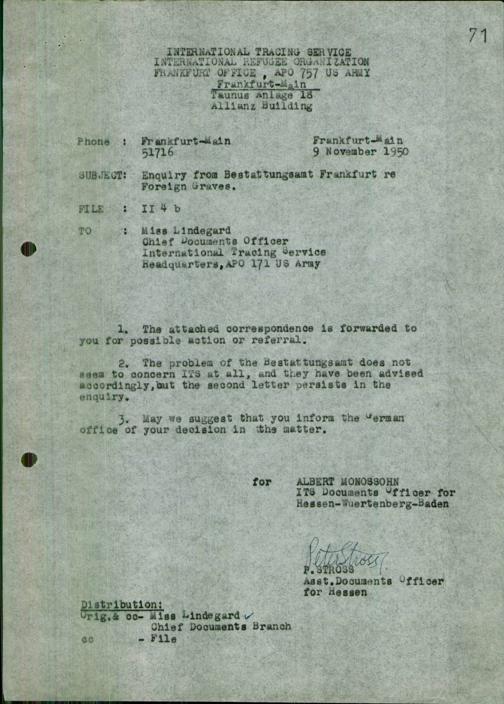 71
INTERNATIONAL TRACING SERVICE
INTERNATIONAL REFUGEE ORGANIZATION
FRANKFURT OFFICE , APO 757 US ARMY
Frankfurt-Main
Taunus Anlage 18
Allianz Building
Phone : Frankfurt-Main Frankfurt-Main
51716 9 November 1950
SUBJECT: Enquiry from Bestattungsamt Frankfurt re
Foreign Graves.
FILE : II 4 b
TO : Miss Lindegard
Chief Documents Officer
International Tracing Service
Headquarters,APO 171 US Army
1. The attached correspondence is forwarded to
you for possible action or referral.
2. The problem of the Bestattungsamt does not
seem to concern ITS at all, and they have been advised
accordingly,but the second letter persists in the
enquiry.
3. May we suggest that you inform the German
office of your decision in the matter.
for ALBERT MONOSSOHN
ITS Documents Officer for
Hessen-Wuertenberg-Baden
Peter Stross
P.STROSS
Asst.Documents Officer
for Hessen
Distribution:
Orig.& cc- Miss Lindegard ✓
Chief Documents Branch
cc - File